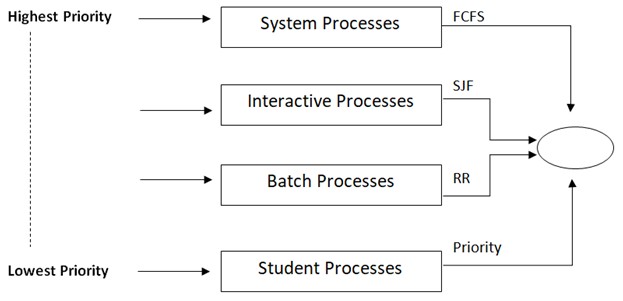 Highest Priority
System Processes
FCFS
Interactive Processes
SJF
Batch Processes
RR
Lowest Priority
Student Processes
Priority